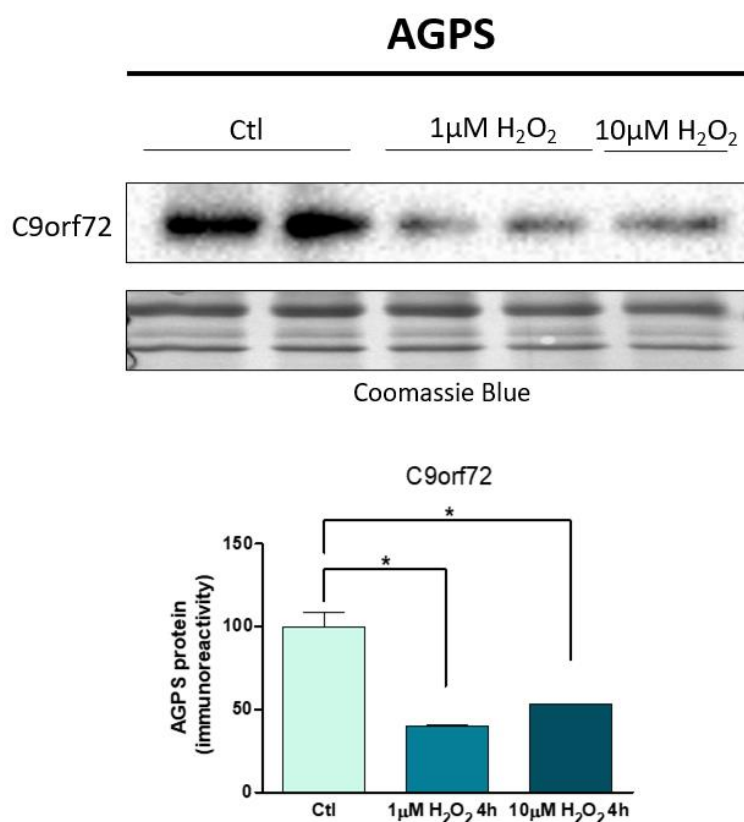 AGPS
Ctl 1µM H₂O₂ 10µM H₂O₂
C9orf72
Coomassie Blue
C9orf72
*
*
150
100
50
0
AGPS protein
(immunoreactivity)
Ctl 1µM H₂O₂ 4h 10µM H₂O₂ 4h